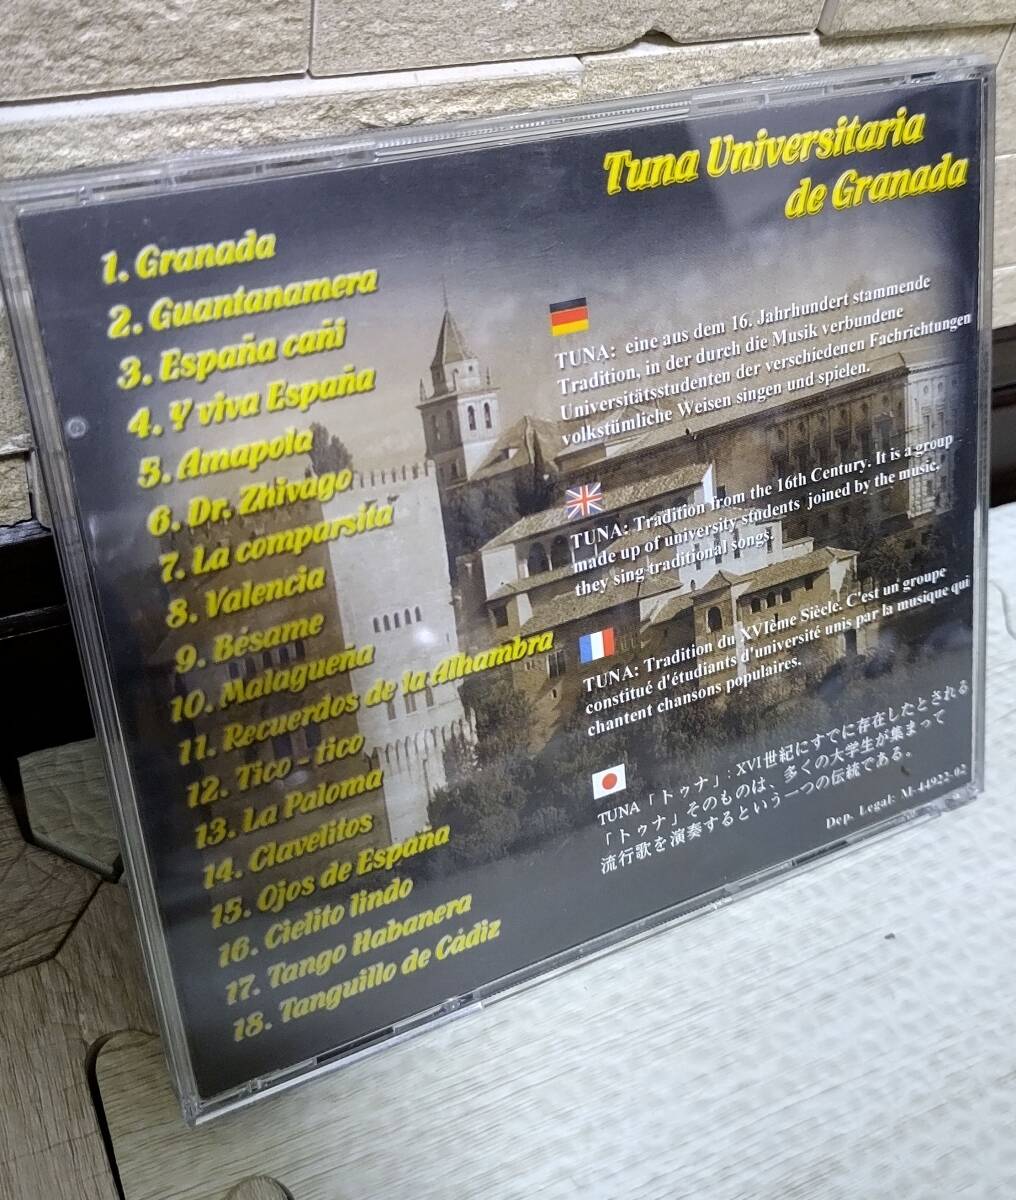 Tuna Universitaria
de Granada
1. Granada
2. Guantanamera
3. España cañi
4. Y viva España
5. Amapola
6. Dr. Zhivago
7. La comparsita
8. Valencia
9. Bésame
10. Malagueña
11. Recuerdos de la Alhambra
12. Tico - tico
13. La Paloma
14. Clavelitos
15. Ojos de España
16. Cielito lindo
17. Tango Habanera
18. Tanguillo de Cádiz
TUNA: eine aus dem 16. Jahrhundert stammende
Tradition, in der durch die Musik verbundene
Universitätsstudenten der verschiedenen Fachrichtungen
volkstümliche Weisen singen und spielen.
TUNA: Tradition from the 16th Century. It is a group
made up of university students joined by the music,
they sing traditional songs.
TUNA: Tradition du XVIème Siècle. C'est un groupe
constitué d'étudiants d'université unis par la musique qui
chantent chansons populaires.
TUNA「トゥナ」: XVI世紀にすでに存在したとされる
「トゥナ」そのものは、多くの大学生が集まって
流行歌を演奏するという一つの伝統である。
Dep. Legal: M-44922-02